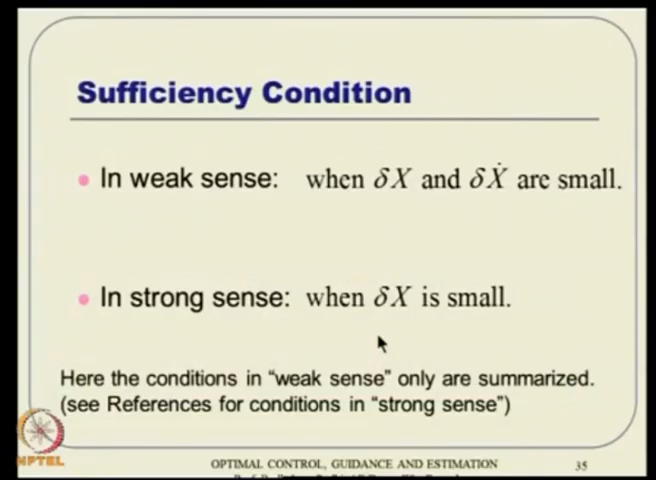 Sufficiency Condition
In weak sense: when δX and δẊ are small.
In strong sense: when δX is small.
Here the conditions in “weak sense” only are summarized.
(see References for conditions in “strong sense”)
NPTEL
OPTIMAL CONTROL, GUIDANCE AND ESTIMATION 35